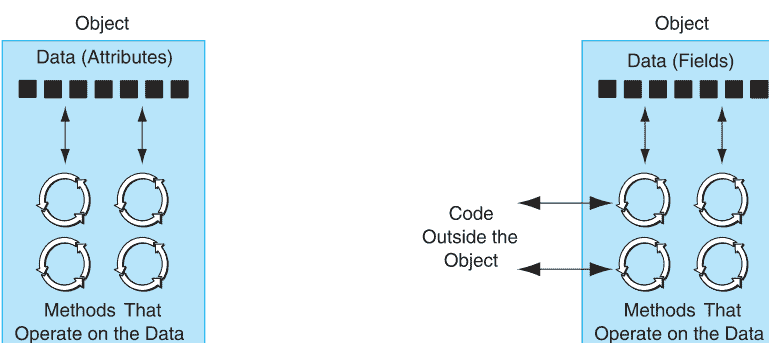 Object
Data (Attributes)
Methods That
Operate on the Data
Object
Data (Fields)
Code
Outside the
Object
Methods That
Operate on the Data